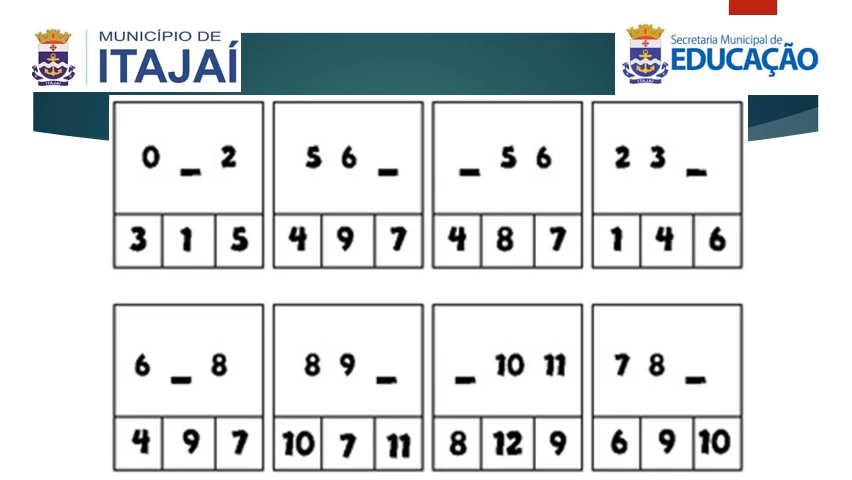 MUNICÍPIO DE
ITAJAÍ
Secretaria Municipal de
EDUCAÇÃO
0 _ 2
5 6 _
_ 5 6
2 3 _
3 1 5
4 9 7
4 8 7
1 4 6
6 _ 8
8 9 _
_ 10 11
7 8 _
4 9 7
10 7 11
8 12 9
6 9 10